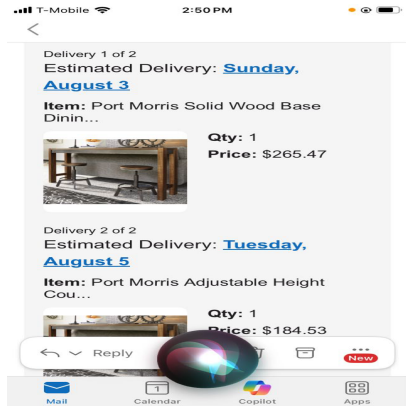 T-Mobile
2:50 PM
Delivery 1 of 2
Estimated Delivery: Sunday,
August 3
Item: Port Morris Solid Wood Base
Dinin...
Qty: 1
Price: $265.47
Delivery 2 of 2
Estimated Delivery: Tuesday,
August 5
Item: Port Morris Adjustable Height
Cou...
Qty: 1
Price: $184.53
Reply
New
1
Mail
Calendar
Copilot
Apps